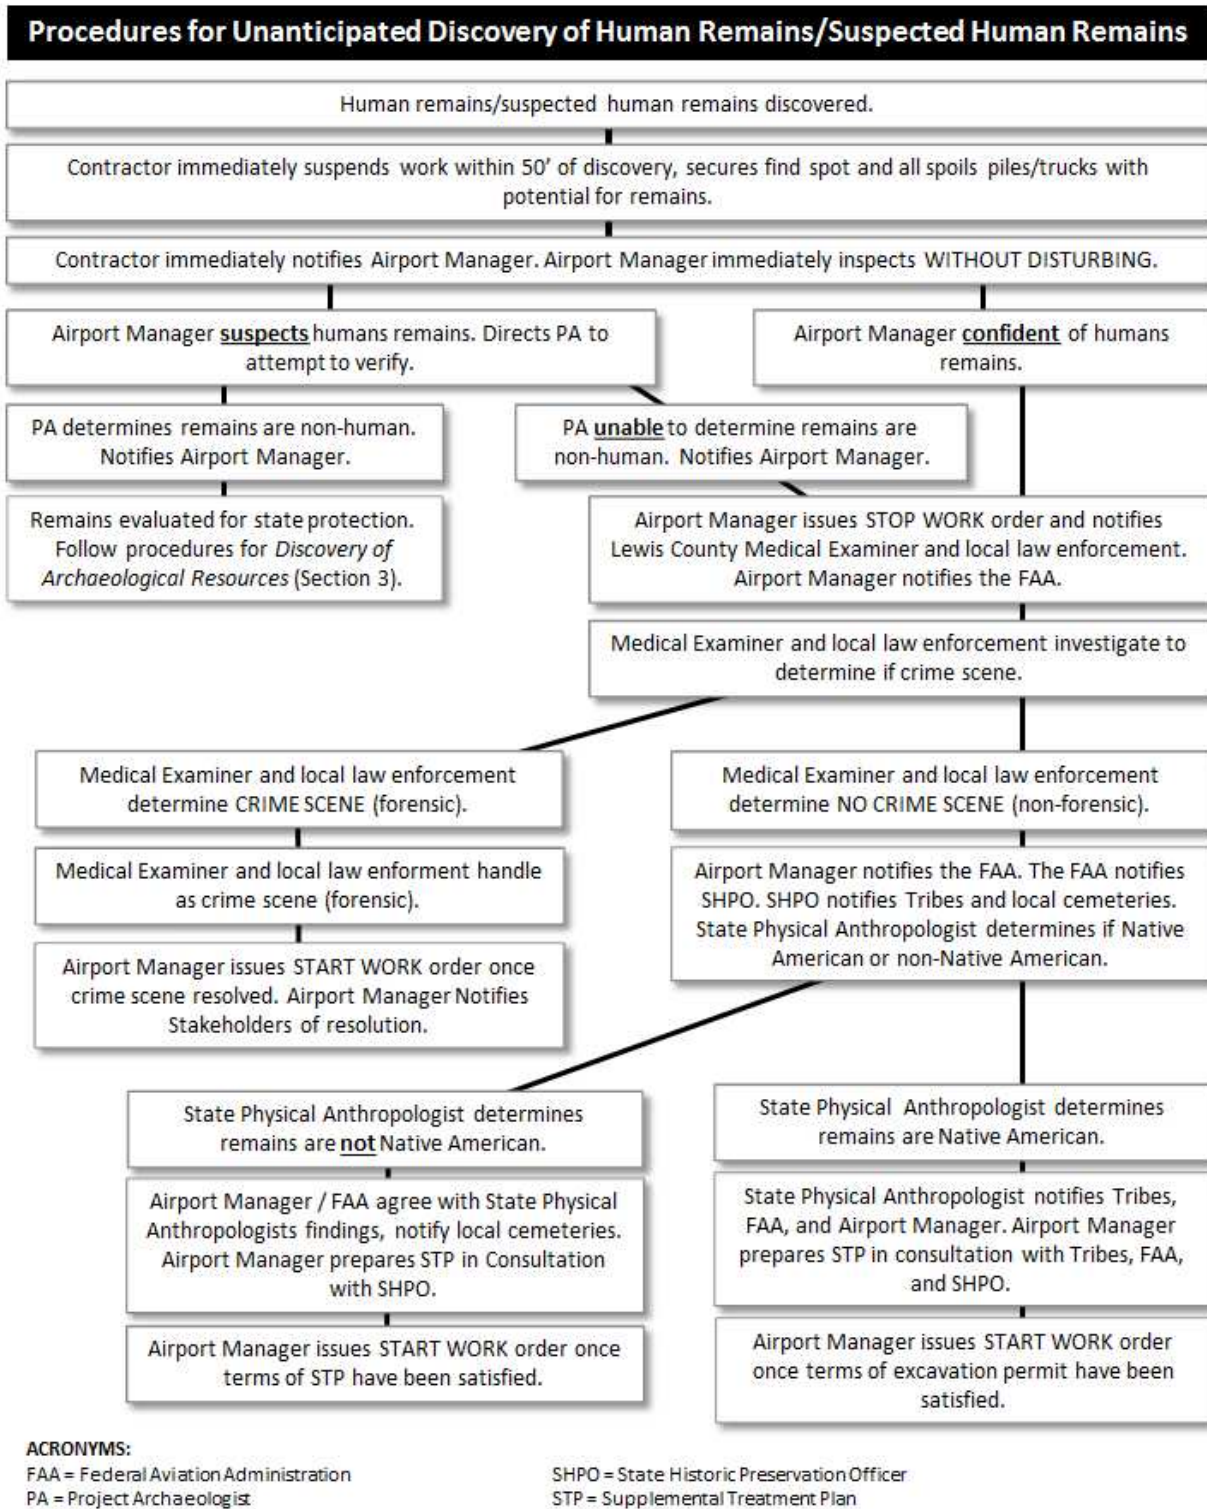 Procedures for Unanticipated Discovery of Human Remains/Suspected Human Remains
Human remains/suspected human remains discovered.
Contractor immediately suspends work within 50' of discovery, secures find spot and all spoils piles/trucks with
potential for remains.
Contractor immediately notifies Airport Manager. Airport Manager immediately inspects WITHOUT DISTURBING.
Airport Manager suspects humans remains. Directs PA to
attempt to verify.
Airport Manager confident of humans
remains.
PA determines remains are non-human.
Notifies Airport Manager.
PA unable to determine remains are
non-human. Notifies Airport Manager.
Remains evaluated for state protection.
Follow procedures for Discovery of
Archaeological Resources (Section 3).
Airport Manager issues STOP WORK order and notifies
Lewis County Medical Examiner and local law enforcement.
Airport Manager notifies the FAA.
Medical Examiner and local law enforcement investigate to
determine if crime scene.
Medical Examiner and local law enforcement
determine CRIME SCENE (forensic).
Medical Examiner and local law enforcement
determine NO CRIME SCENE (non-forensic).
Medical Examiner and local law enforment handle
as crime scene (forensic).
Airport Manager notifies the FAA. The FAA notifies
SHPO. SHPO notifies Tribes and local cemeteries.
State Physical Anthropologist determines if Native
American or non-Native American.
Airport Manager issues START WORK order once
crime scene resolved. Airport Manager Notifies
Stakeholders of resolution.
State Physical Anthropologist determines
remains are not Native American.
State Physical Anthropologist determines
remains are Native American.
Airport Manager / FAA agree with State Physical
Anthropologists findings, notify local cemeteries.
Airport Manager prepares STP in Consultation
with SHPO.
State Physical Anthropologist notifies Tribes,
FAA, and Airport Manager. Airport Manager
prepares STP in consultation with Tribes, FAA,
and SHPO.
Airport Manager issues START WORK order once
terms of STP have been satisfied.
Airport Manager issues START WORK order
once terms of excavation permit have been
satisfied.
ACRONYMS:
FAA = Federal Aviation Administration
PA = Project Archaeologist
SHPO = State Historic Preservation Officer
STP = Supplemental Treatment Plan